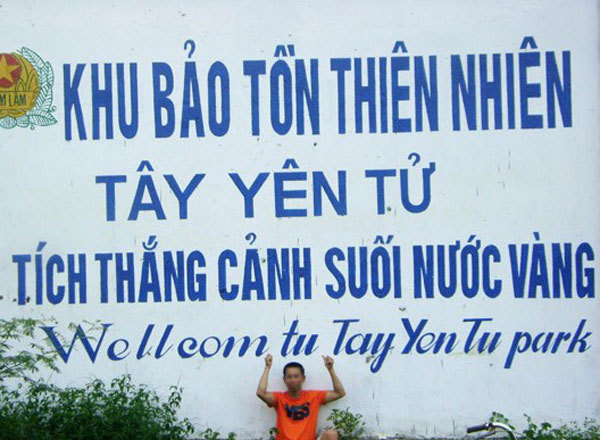 KHU BẢO TỒN THIÊN NHIÊN
TÂY YÊN TỬ
TÍCH THẮNG CẢNH SUỐI NƯỚC VÀNG
Wellcom tu Tay Yen Tu park